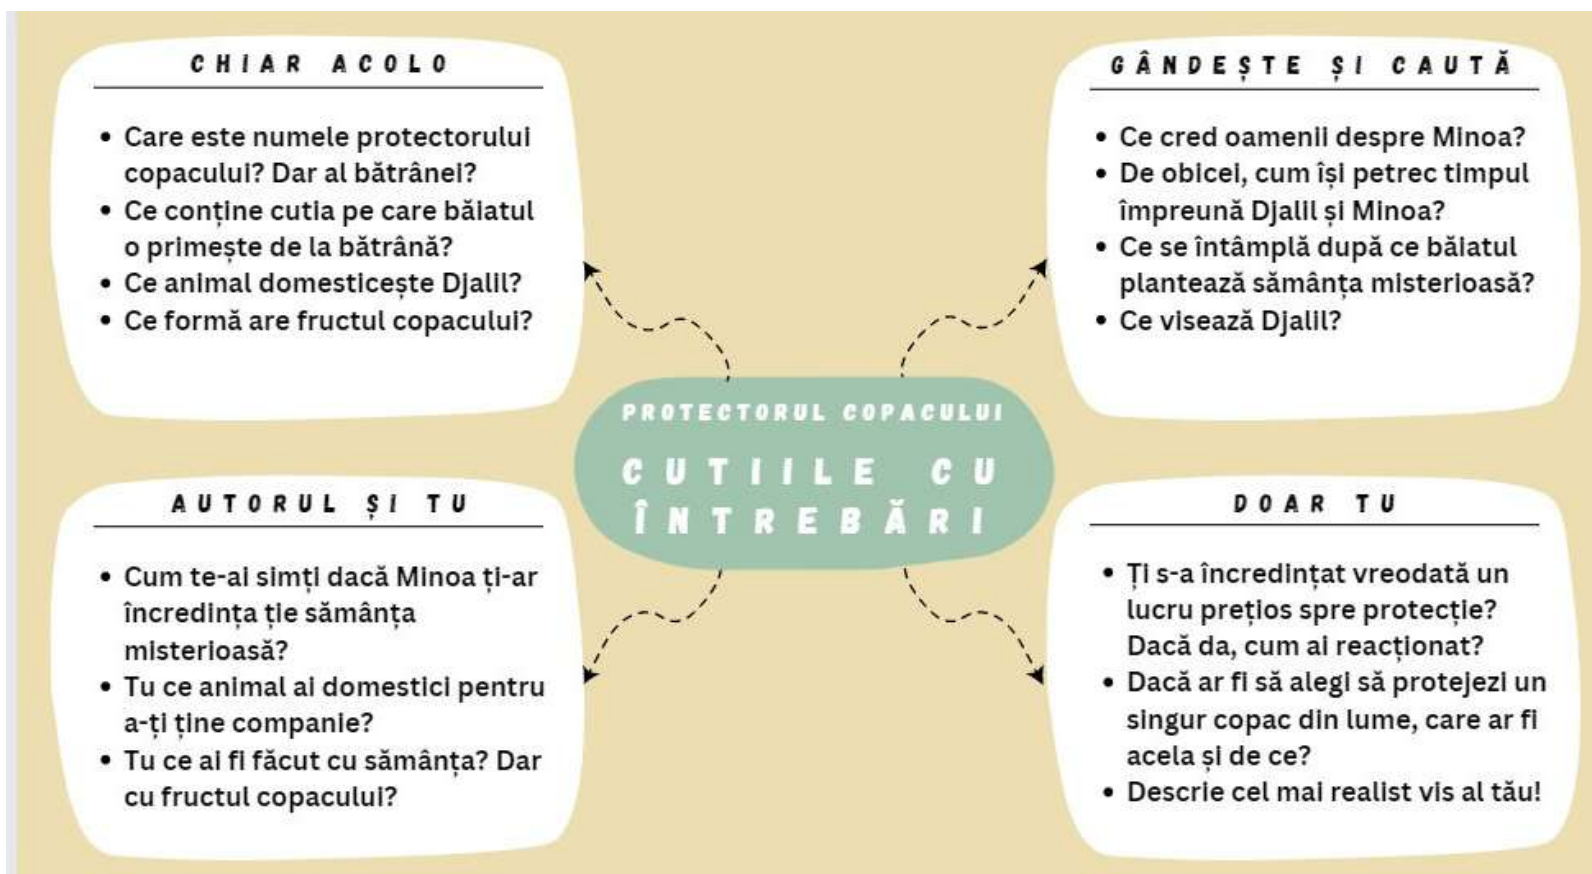 CHIAR ACOLO
• Care este numele protectorului
copacului? Dar al bătrânei?
• Ce conține cutia pe care băiatul
o primește de la bătrână?
• Ce animal domesticește Djalil?
• Ce formă are fructul copacului?
GÂNDEȘTE ȘI CAUTĂ
• Ce cred oamenii despre Minoa?
• De obicei, cum își petrec timpul
împreună Djalil și Minoa?
• Ce se întâmplă după ce băiatul
plantează sămânța misterioasă?
• Ce visează Djalil?
PROTECTORUL COPACULUI
CUTIILE CU
ÎNTREBĂRI
AUTORUL ȘI TU
• Cum te-ai simți dacă Minoa ți-ar
încredința ție sămânța
misterioasă?
• Tu ce animal ai domestici pentru
a-ți ține companie?
• Tu ce ai fi făcut cu sămânța? Dar
cu fructul copacului?
DOAR TU
• Ți s-a încredințat vreodată un
lucru prețios spre protecție?
Dacă da, cum ai reacționat?
• Dacă ar fi să alegi să protejezi un
singur copac din lume, care ar fi
acela și de ce?
• Descrie cel mai realist vis al tău!